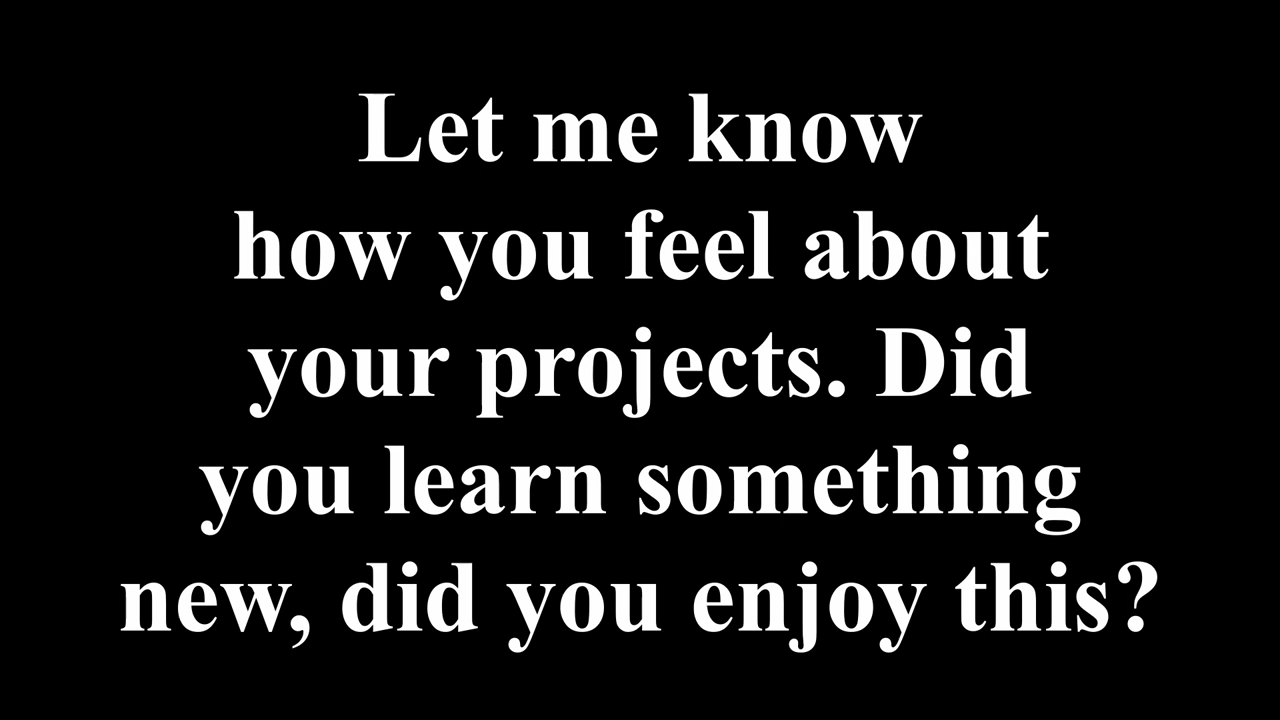 Let me know
how you feel about
your projects. Did
you learn something
new, did you enjoy this?